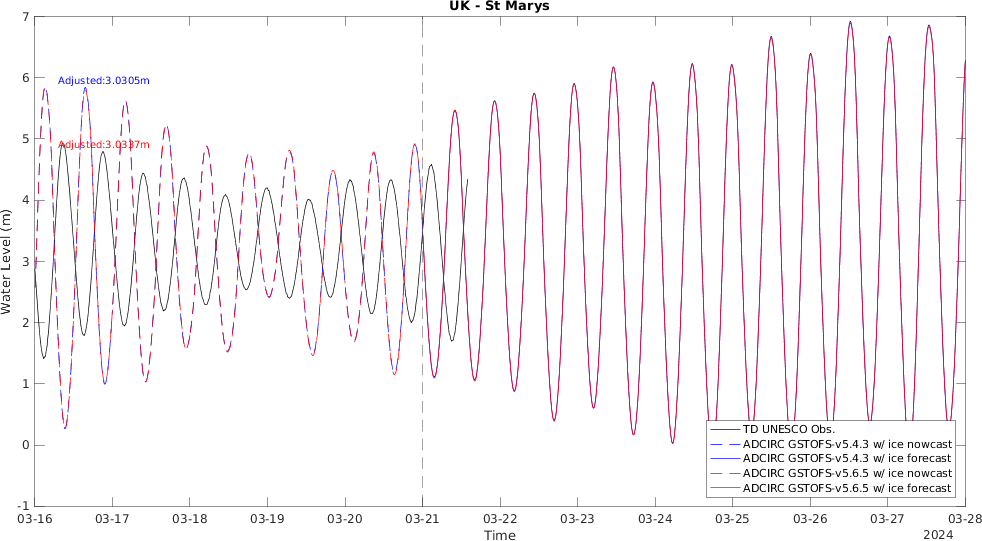 UK - St Marys
7
6
5
4
3
2
1
0
-1
Water Level (m)
Adjusted:3.0305m
Adjusted:3.0337m
TD UNESCO Obs.
ADCIRC GSTOFS-v5.4.3 w/ ice nowcast
ADCIRC GSTOFS-v5.4.3 w/ ice forecast
ADCIRC GSTOFS-v5.6.5 w/ ice nowcast
ADCIRC GSTOFS-v5.6.5 w/ ice forecast
03-16 03-17 03-18 03-19 03-20 03-21 03-22 03-23 03-24 03-25 03-26 03-27 03-28
Time
2024